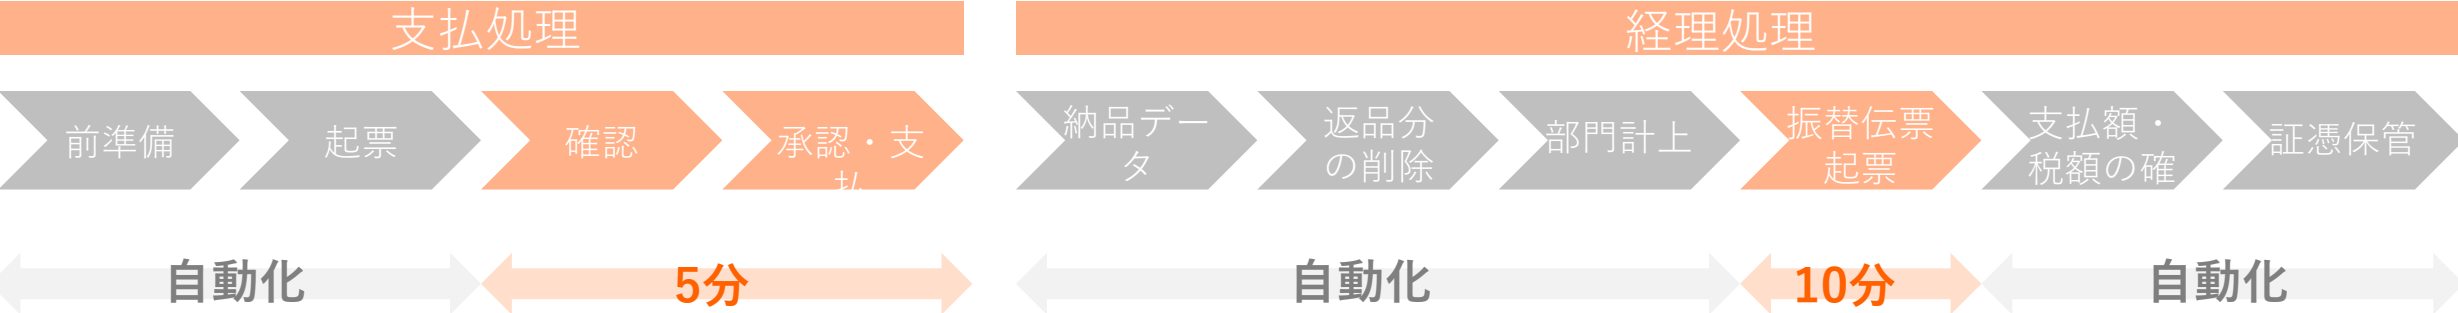 支払処理
経理処理
前準備
起票
確認
承認・支
払
納品デー
タ
返品分
の削除
部門計上
振替伝票
起票
支払額・
税額の確
証憑保管
自動化
5分
自動化
10分
自動化